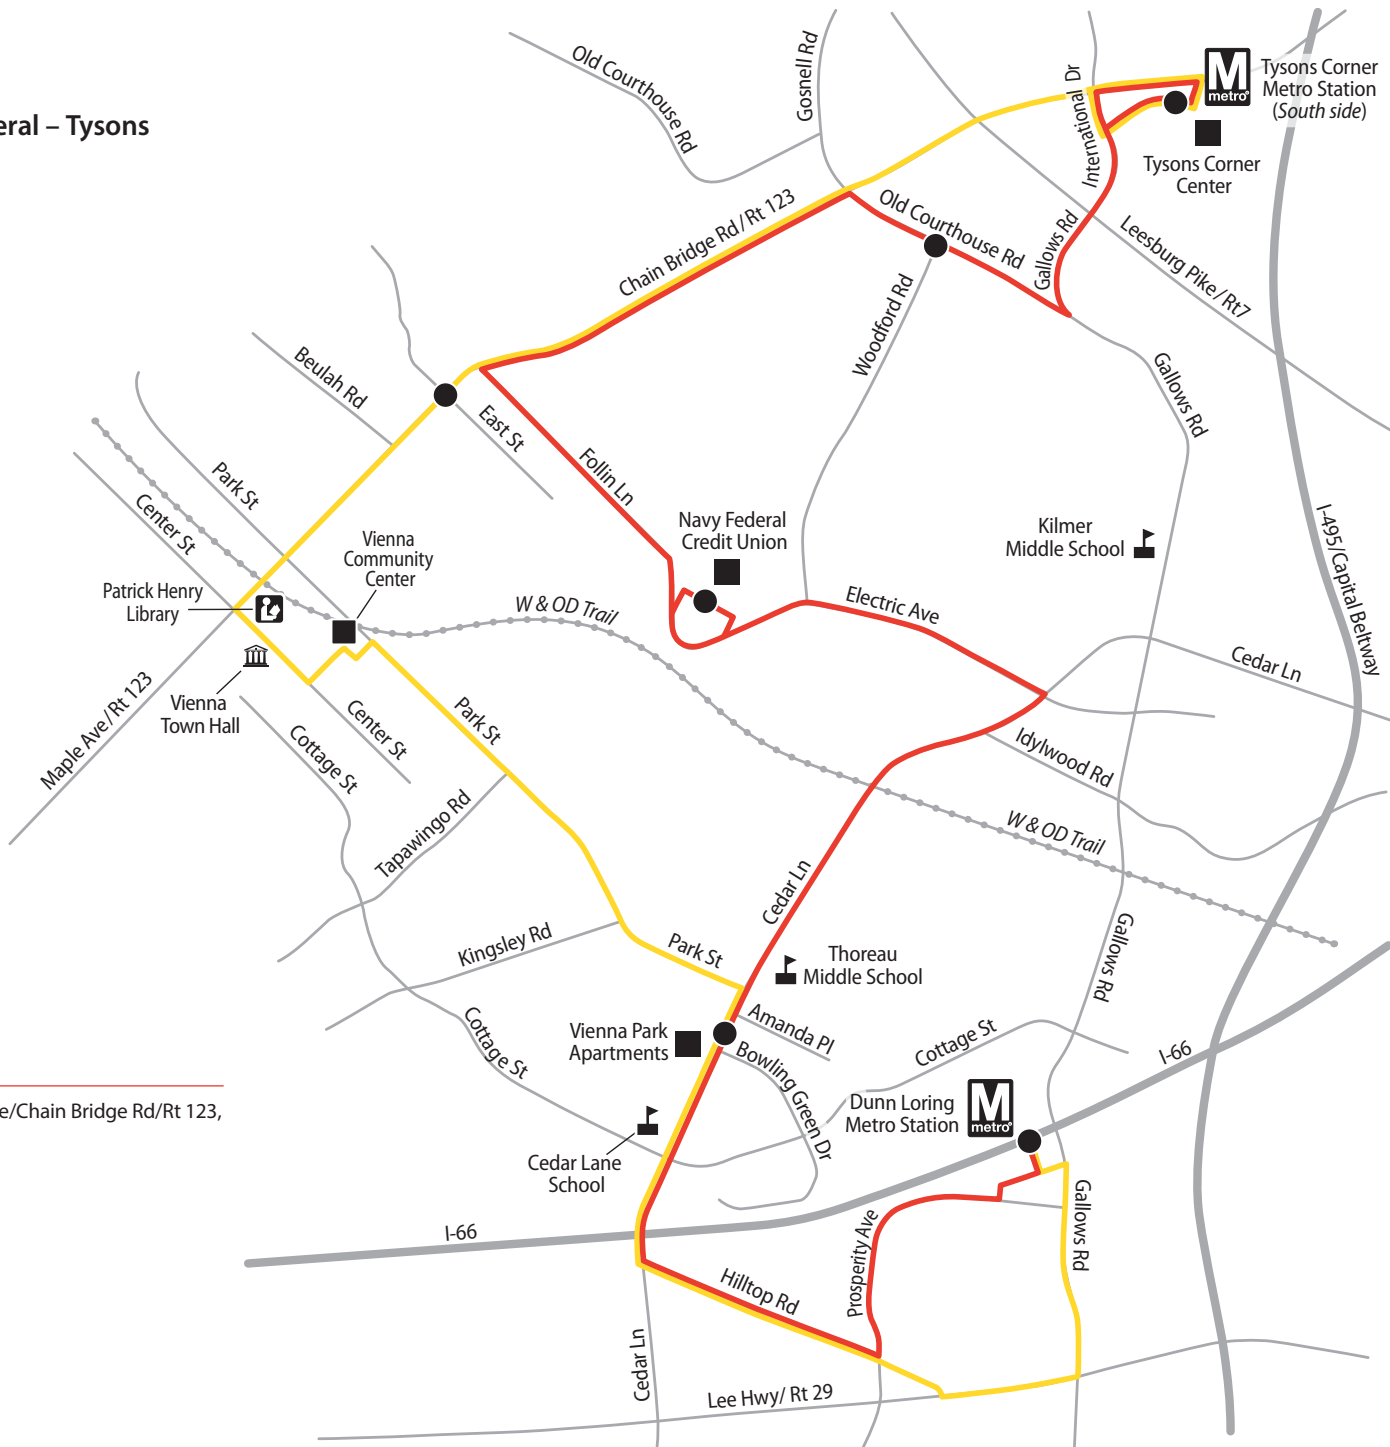 eral – Tysons
Old Courthouse Rd
Gosnell Rd
International Dr
M
metro
Tysons Corner
Metro Station
(South side)
Tysons Corner
Center
Chain Bridge Rd/Rt 123
Old Courthouse Rd
Gallows Rd
Leesburg Pike/Rt7
Woodford Rd
Gallows Rd
Beulah Rd
East St
Follin Ln
Park St
Center St
Navy Federal
Credit Union
Kilmer
Middle School
I-495/Capital Beltway
Vienna
Community
Center
Patrick Henry
Library
W & OD Trail
Electric Ave
Cedar Ln
Vienna
Town Hall
Maple Ave/Rt 123
Center St
Park St
Cottage St
Idylwood Rd
Tapawingo Rd
W & OD Trail
Cedar Ln
Kingsley Rd
Park St
Thoreau
Middle School
Gallows Rd
Amanda Pl
Vienna Park
Apartments
Bowling Green Dr
Cottage St
Cottage St
I-66
e/Chain Bridge Rd/Rt 123,
Dunn Loring
Metro Station
M
metro
Cedar Lane
School
I-66
Prosperity Ave
Gallows Rd
Hilltop Rd
Cedar Ln
Lee Hwy/ Rt 29